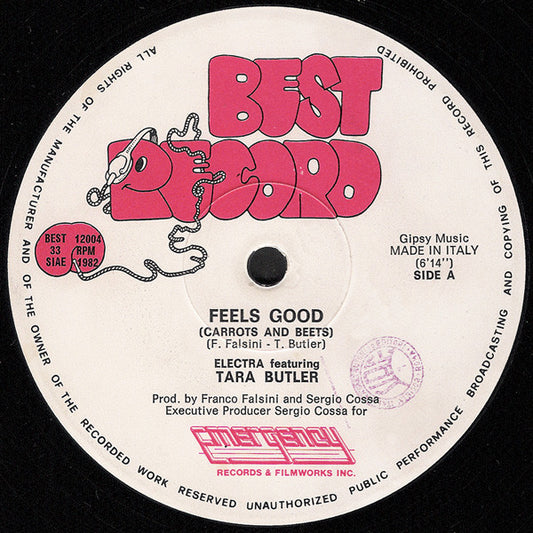 ALL RIGHTS OF THE MANUFACTURER AND OF THE OWNER OF THE RECORDED WORK RESERVED UNAUTHORIZED PUBLIC PERFORMANCE BROADCASTING AND COPYING OF THIS RECORD PROHIBITED
BEST
RECORD
BEST 12004
33 RPM
SIAE 1982
Gipsy Music
MADE IN ITALY
(6'14'')
SIDE A
FEELS GOOD
(CARROTS AND BEETS)
(F. Falsini - T. Butler)
ELECTRA featuring
TARA BUTLER
Prod. by Franco Falsini and Sergio Cossa
Executive Producer Sergio Cossa for
emergency
RECORDS & FILMWORKS INC.